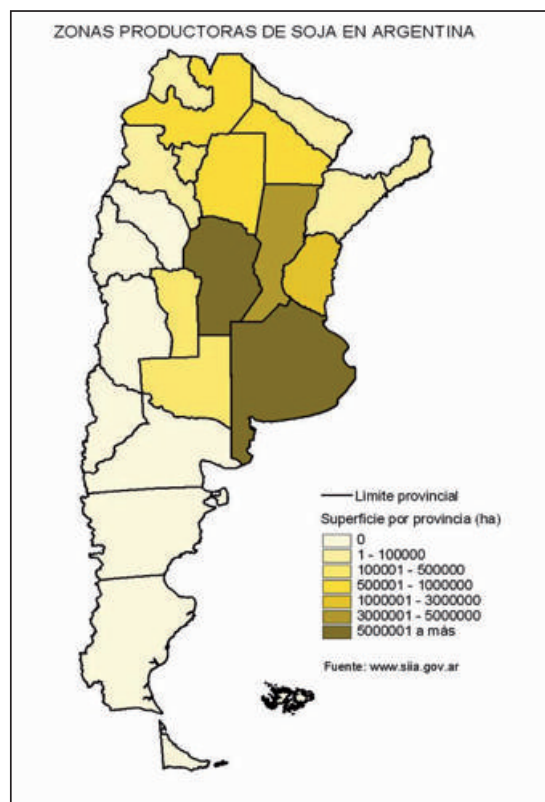 ZONAS PRODUCTORAS DE SOJA EN ARGENTINA
Limite provincial
Superficie por provincia (ha)
0
1 - 100000
100001 - 500000
500001 - 1000000
1000001 - 3000000
3000001 - 5000000
5000001 a más
Fuente: www.siia.gov.ar